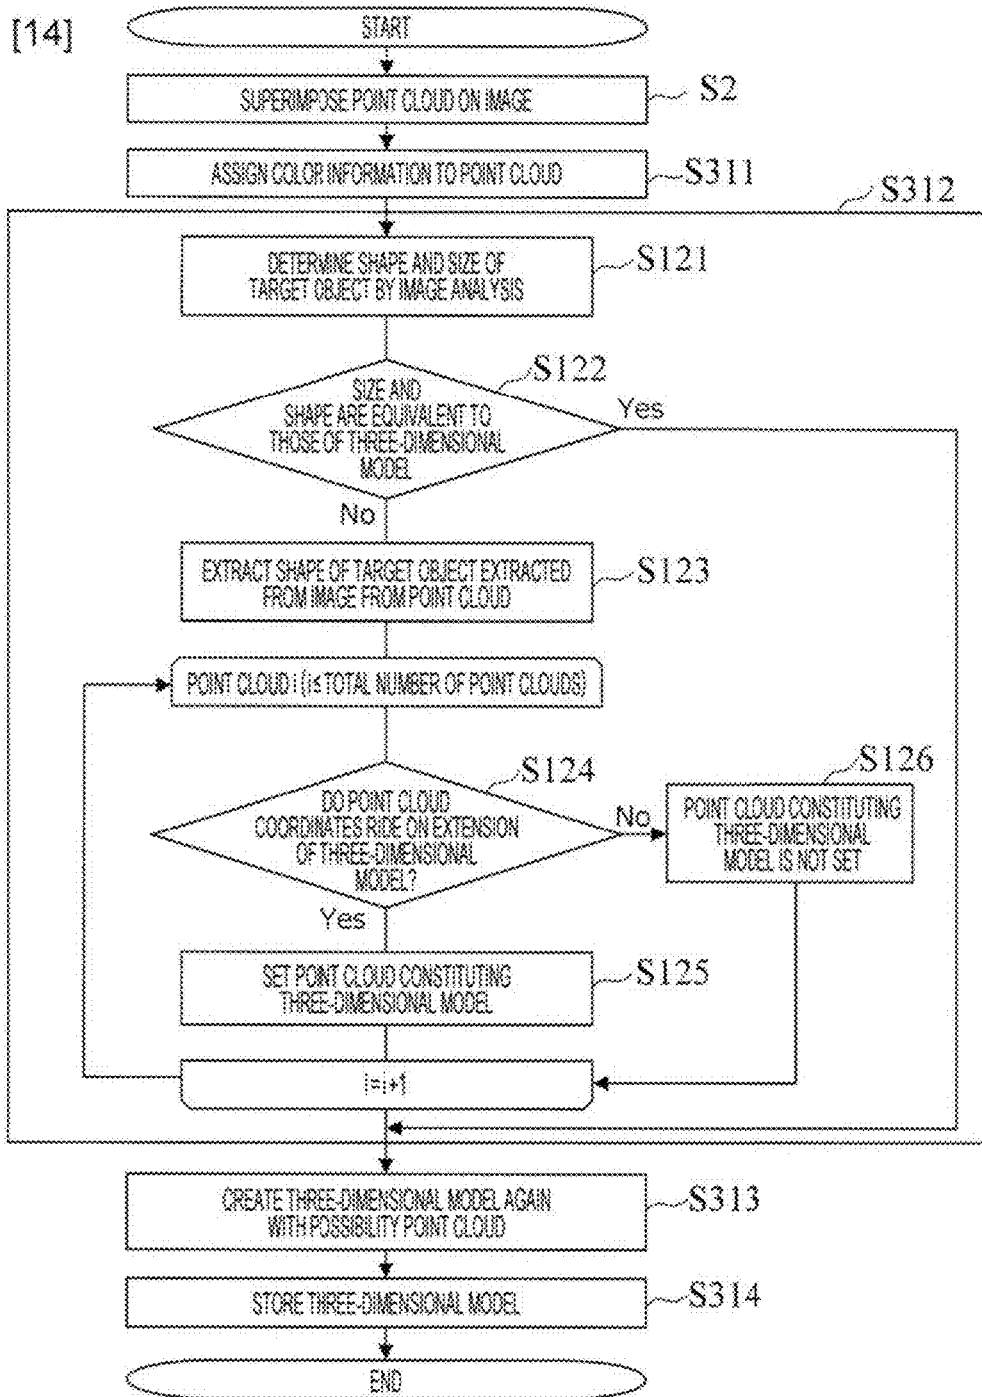 [14]
START
SUPERIMPOSE POINT CLOUD ON IMAGE
S2
ASSIGN COLOR INFORMATION TO POINT CLOUD
S311
S312
DETERMINE SHAPE AND SIZE OF
TARGET OBJECT BY IMAGE ANALYSIS
S121
S122
SIZE AND
SHAPE ARE EQUIVALENT TO
THOSE OF THREE-DIMENSIONAL
MODEL
Yes
No
EXTRACT SHAPE OF TARGET OBJECT EXTRACTED
FROM IMAGE FROM POINT CLOUD
S123
POINT CLOUD i (i≤ TOTAL NUMBER OF POINT CLOUDS)
S124
DO POINT CLOUD
COORDINATES RIDE ON EXTENSION
OF THREE-DIMENSIONAL
MODEL?
No
Yes
S126
POINT CLOUD CONSTITUTING
THREE-DIMENSIONAL
MODEL IS NOT SET
SET POINT CLOUD CONSTITUTING
THREE-DIMENSIONAL MODEL
S125
i=i+1
CREATE THREE-DIMENSIONAL MODEL AGAIN
WITH POSSIBILITY POINT CLOUD
S313
STORE THREE-DIMENSIONAL MODEL
S314
END